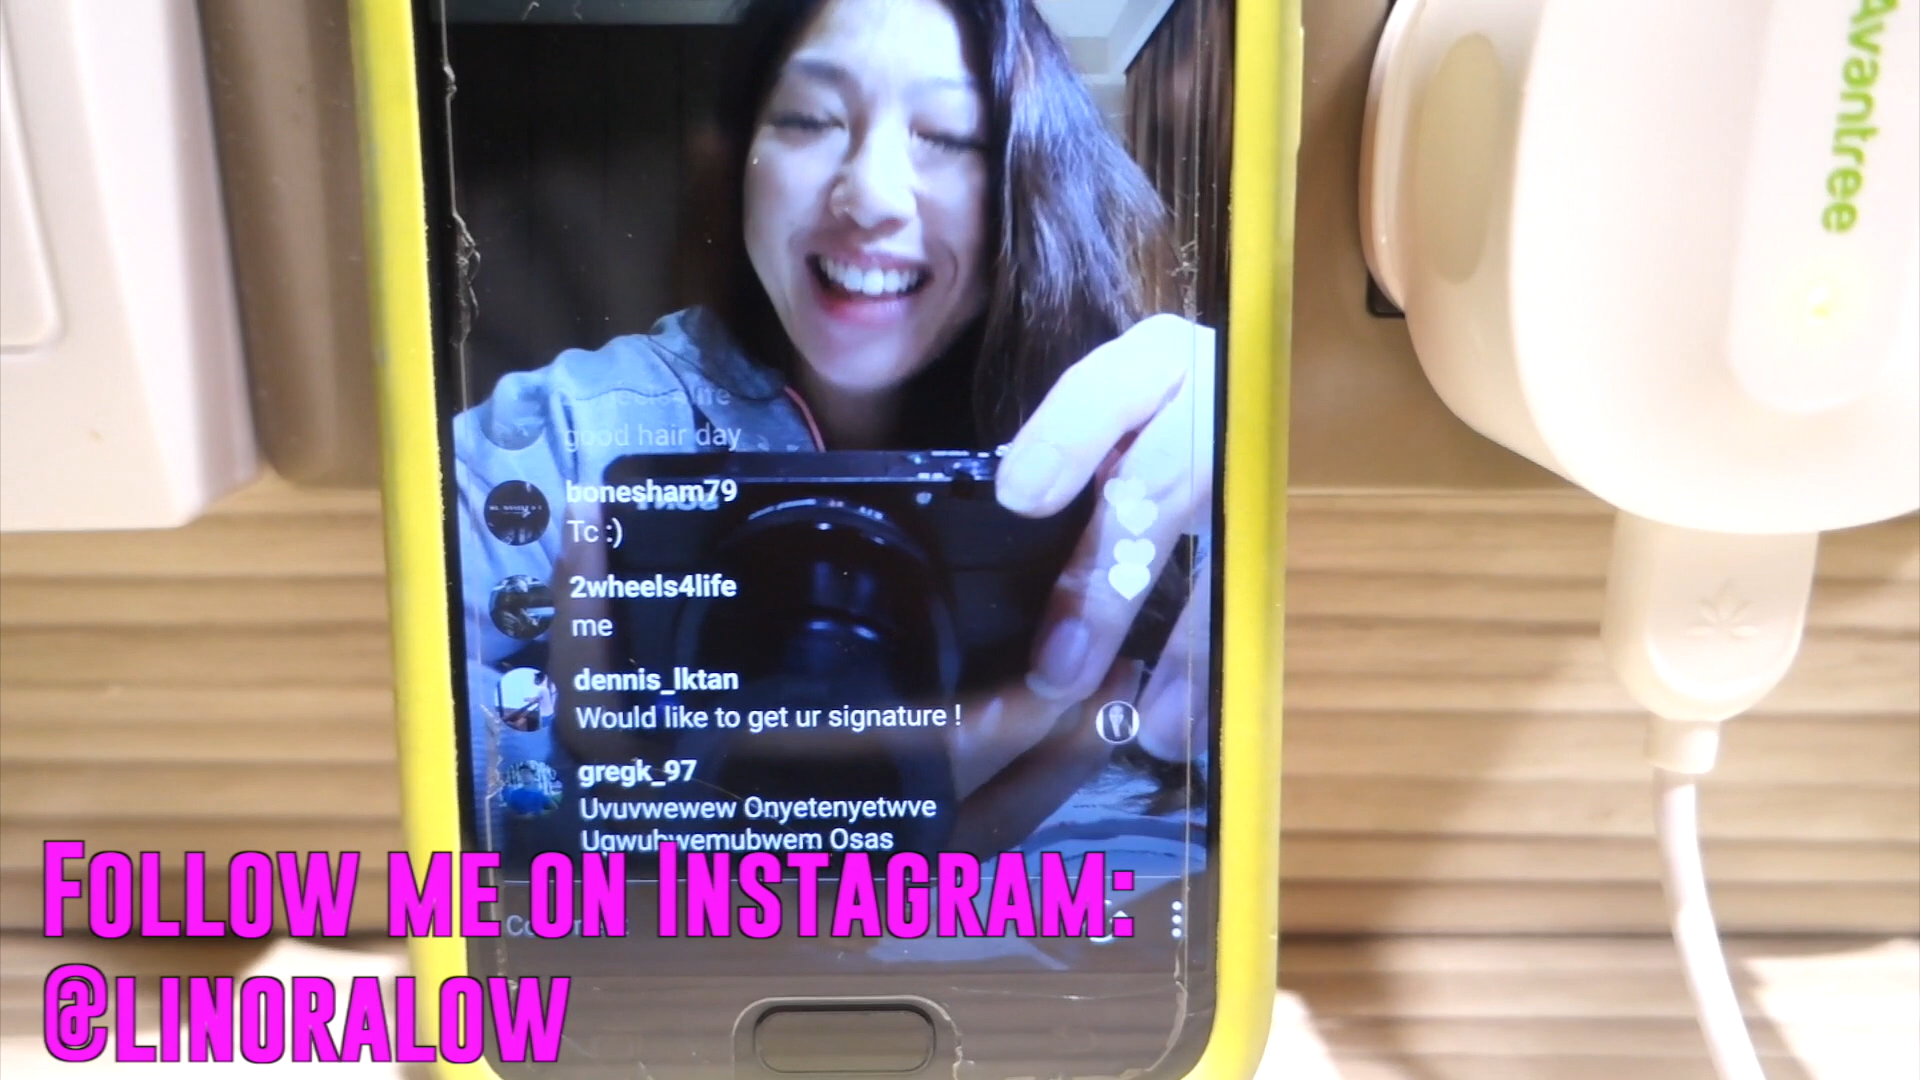 Avantree
good hair day
bonesham79
Tc :)
2wheels4life
me
dennis_lktan
Would like to get ur signature !
gregk_97
Uvuvwewew Onyetenyetwve
Ugwuhwemubwem Osas
FOLLOW ME ON INSTAGRAM:
@LINORALOW